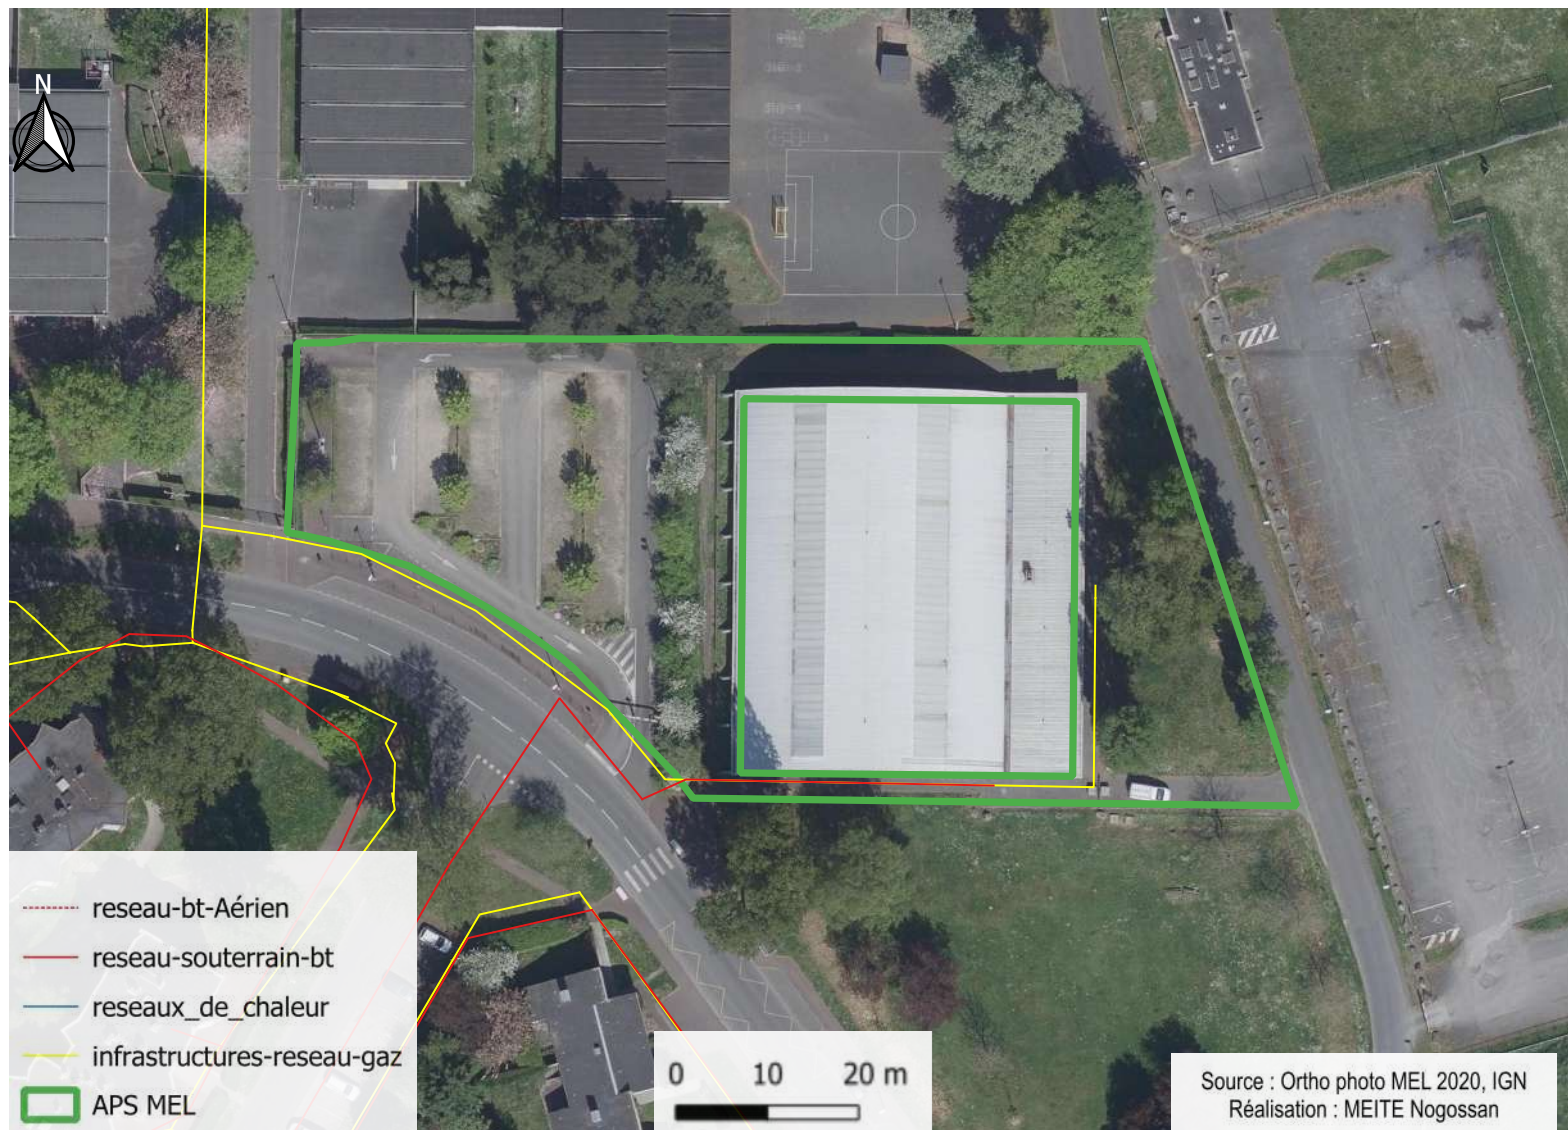 N
reseau-bt-Aérien
reseau-souterrain-bt
reseaux_de_chaleur
infrastructures-reseau-gaz
APS MEL
0 10 20 m
Source : Ortho photo MEL 2020, IGN
Réalisation : MEITE Nogossan